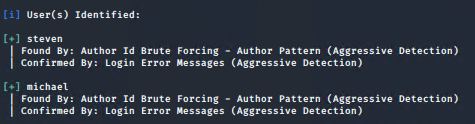 [i] User(s) Identified:
[+] steven
| Found By: Author Id Brute Forcing - Author Pattern (Aggressive Detection)
| Confirmed By: Login Error Messages (Aggressive Detection)
[+] michael
| Found By: Author Id Brute Forcing - Author Pattern (Aggressive Detection)
| Confirmed By: Login Error Messages (Aggressive Detection)